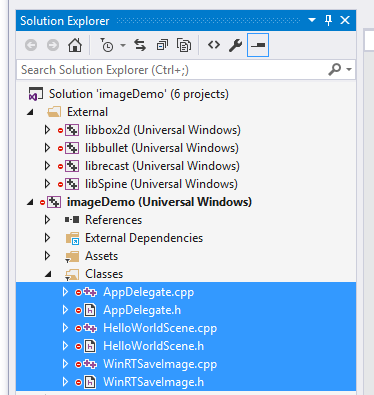 Solution Explorer
Search Solution Explorer (Ctrl+;)
Solution 'imageDemo' (6 projects)
External
libbox2d (Universal Windows)
libbullet (Universal Windows)
librecast (Universal Windows)
libSpine (Universal Windows)
imageDemo (Universal Windows)
References
External Dependencies
Assets
Classes
AppDelegate.cpp
AppDelegate.h
HelloWorldScene.cpp
HelloWorldScene.h
WinRTSaveImage.cpp
WinRTSaveImage.h